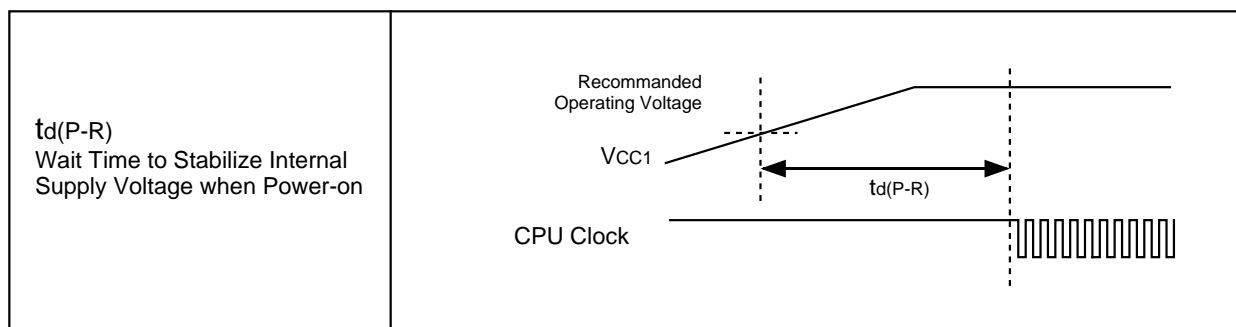 td(P-R)
Wait Time to Stabilize Internal
Supply Voltage when Power-on
Recommanded
Operating Voltage
VCC1
td(P-R)
CPU Clock